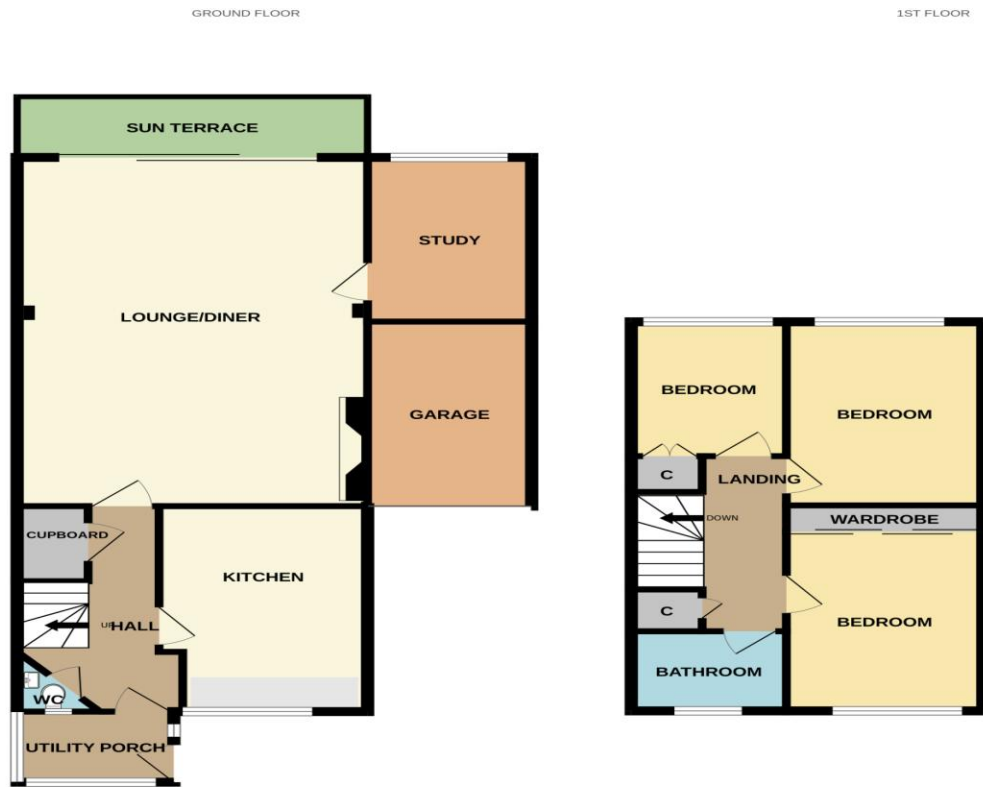 GROUND FLOOR
1ST FLOOR
SUN TERRACE
STUDY
LOUNGE/DINER
GARAGE
CUPBOARD
KITCHEN
UP
HALL
WC
UTILITY PORCH
BEDROOM
BEDROOM
C
LANDING
DOWN
WARDROBE
C
BEDROOM
BATHROOM